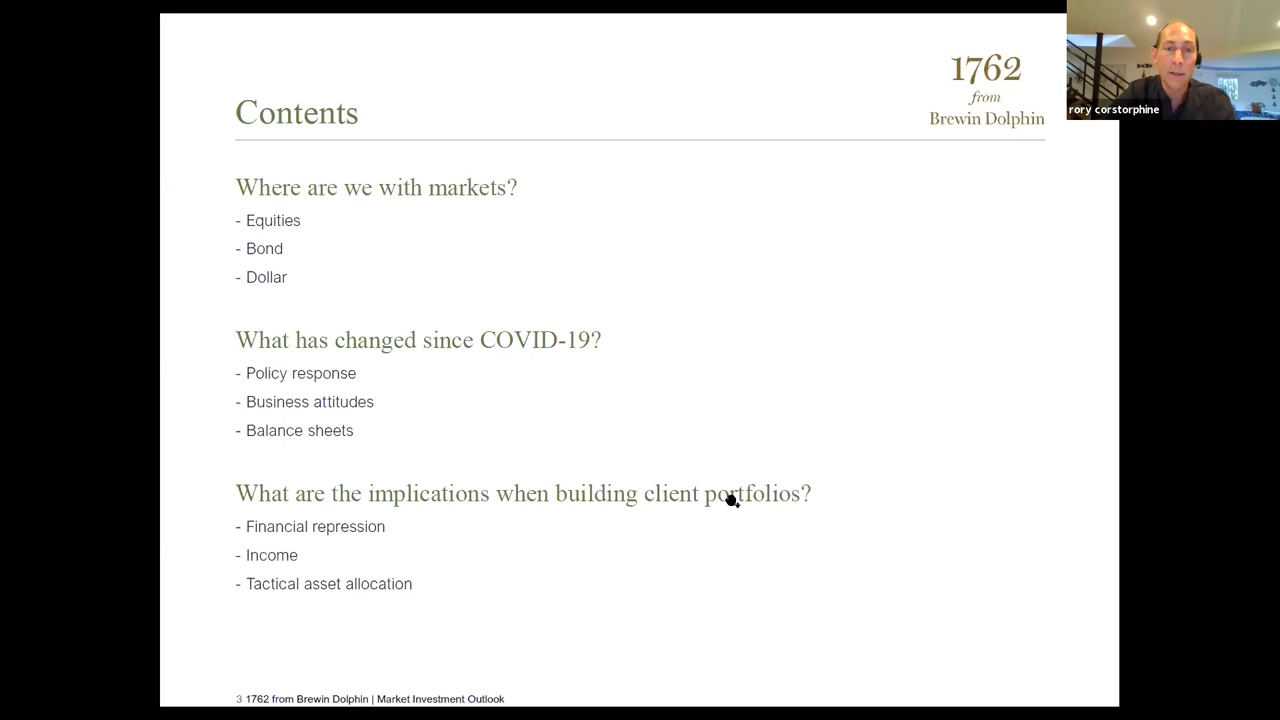 1762
from
Brewin Dolphin
rory corstorphine
Contents
Where are we with markets?
- Equities
- Bond
- Dollar
What has changed since COVID-19?
- Policy response
- Business attitudes
- Balance sheets
What are the implications when building client portfolios?
- Financial repression
- Income
- Tactical asset allocation
3 1762 from Brewin Dolphin | Market Investment Outlook